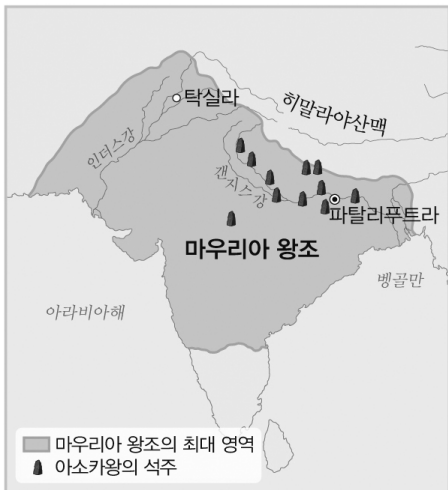 탁실라
히말라야산맥
인더스강
갠지스강
파탈리푸트라
마우리아 왕조
벵골만
아라비아해
마우리아 왕조의 최대 영역
아소카왕의 석주